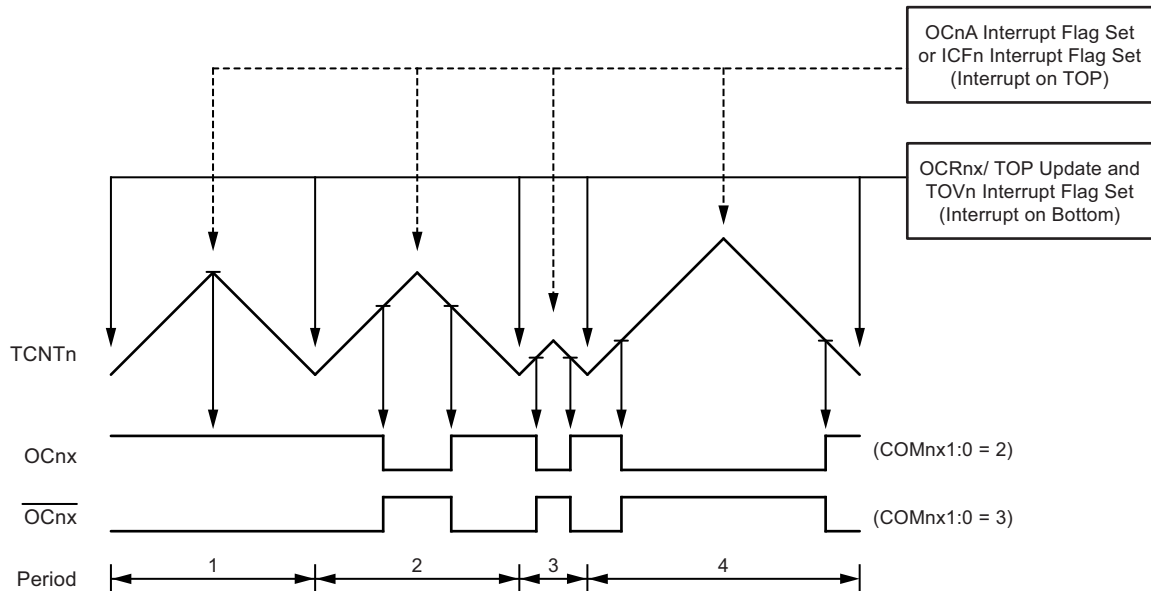 OCnA Interrupt Flag Set
or ICFn Interrupt Flag Set
(Interrupt on TOP)
OCRnx/ TOP Update and
TOVn Interrupt Flag Set
(Interrupt on Bottom)
TCNTn
OCnx
(COMnx1:0 = 2)
OCnx
(COMnx1:0 = 3)
Period
1
2
3
4